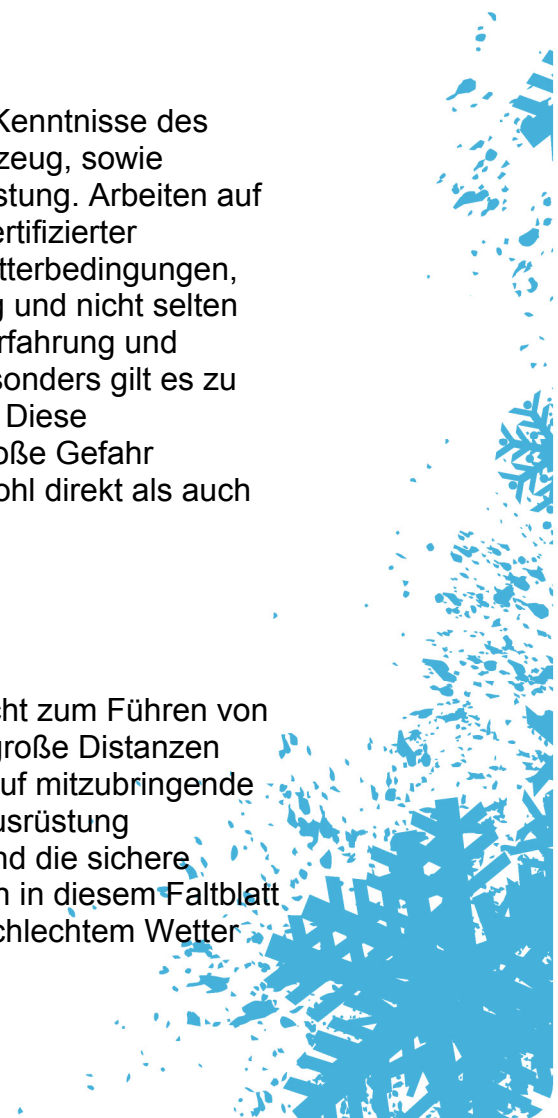 Kenntnisse des
zeug, sowie
stung. Arbeiten auf
ertifizierter
tterbedingungen,
g und nicht selten
rfahrung und
sonders gilt es zu
Diese
oße Gefahr
ohl direkt als auch
cht zum Führen von
große Distanzen
uf mitzubringende
usrüstung
nd die sichere
n in diesem Faltblatt
chlechtem Wetter